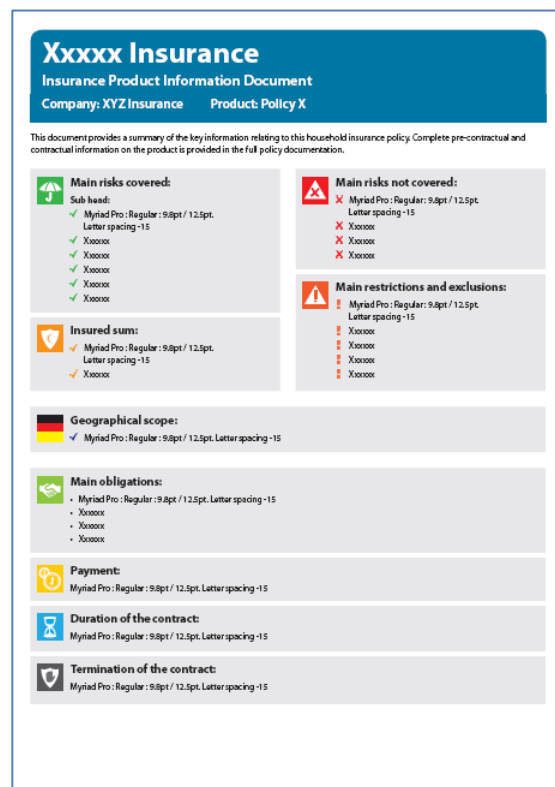 Xxxxx Insurance
Insurance Product Information Document
Company: XYZ Insurance Product: Policy X
This document provides a summary of the key information relating to this household insurance policy. Complete pre-contractual and
contractual information on the product is provided in the full policy documentation.
Main risks covered:
Sub head:
Myriad Pro : Regular : 9.8pt / 12.5pt.
Letter spacing -15
Xxxxxx
Xxxxxx
Xxxxxx
Xxxxxx
Xxxxxx
Insured sum:
Myriad Pro : Regular : 9.8pt / 12.5pt.
Letter spacing -15
Xxxxxx
Main risks not covered:
Myriad Pro : Regular : 9.8pt / 12.5pt.
Letter spacing -15
Xxxxxx
Xxxxxx
Xxxxxx
Main restrictions and exclusions:
Myriad Pro : Regular : 9.8pt / 12.5pt.
Letter spacing -15
Xxxxxx
Xxxxxx
Xxxxxx
Xxxxxx
Geographical scope:
Myriad Pro : Regular : 9.8pt / 12.5pt. Letter spacing -15
Main obligations:
• Myriad Pro : Regular : 9.8pt / 12.5pt. Letter spacing -15
• Xxxxxx
• Xxxxxx
• Xxxxxx
Payment:
Myriad Pro : Regular : 9.8pt / 12.5pt. Letter spacing -15
Duration of the contract:
Myriad Pro : Regular : 9.8pt / 12.5pt. Letter spacing -15
Termination of the contract:
Myriad Pro : Regular : 9.8pt / 12.5pt. Letter spacing -15